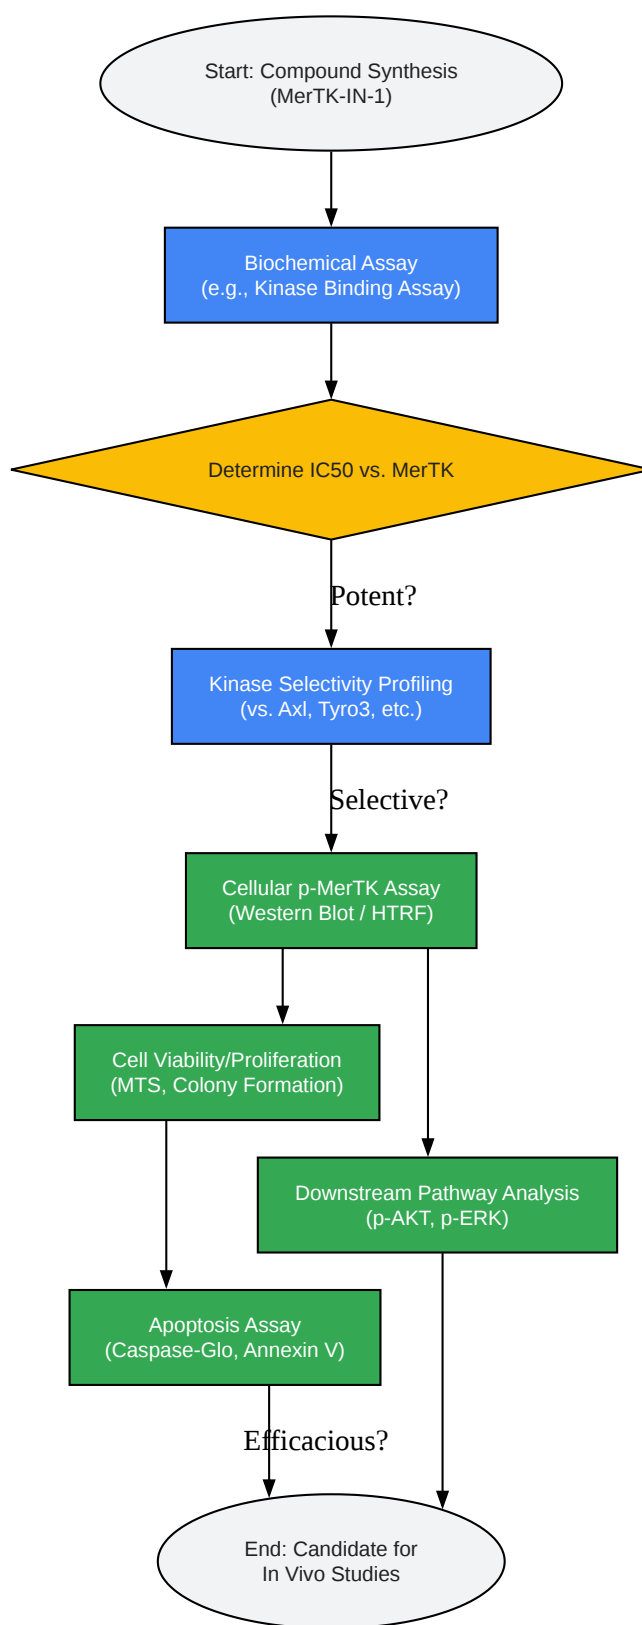 Start: Compound Synthesis
(MerTK-IN-1)
Biochemical Assay
(e.g., Kinase Binding Assay)
Determine IC50 vs. MerTK
Potent?
Kinase Selectivity Profiling
(vs. Axl, Tyro3, etc.)
Selective?
Cellular p-MerTK Assay
(Western Blot / HTRF)
Cell Viability/Proliferation
(MTS, Colony Formation)
Downstream Pathway Analysis
(p-AKT, p-ERK)
Apoptosis Assay
(Caspase-Glo, Annexin V)
Efficacious?
End: Candidate for
In Vivo Studies